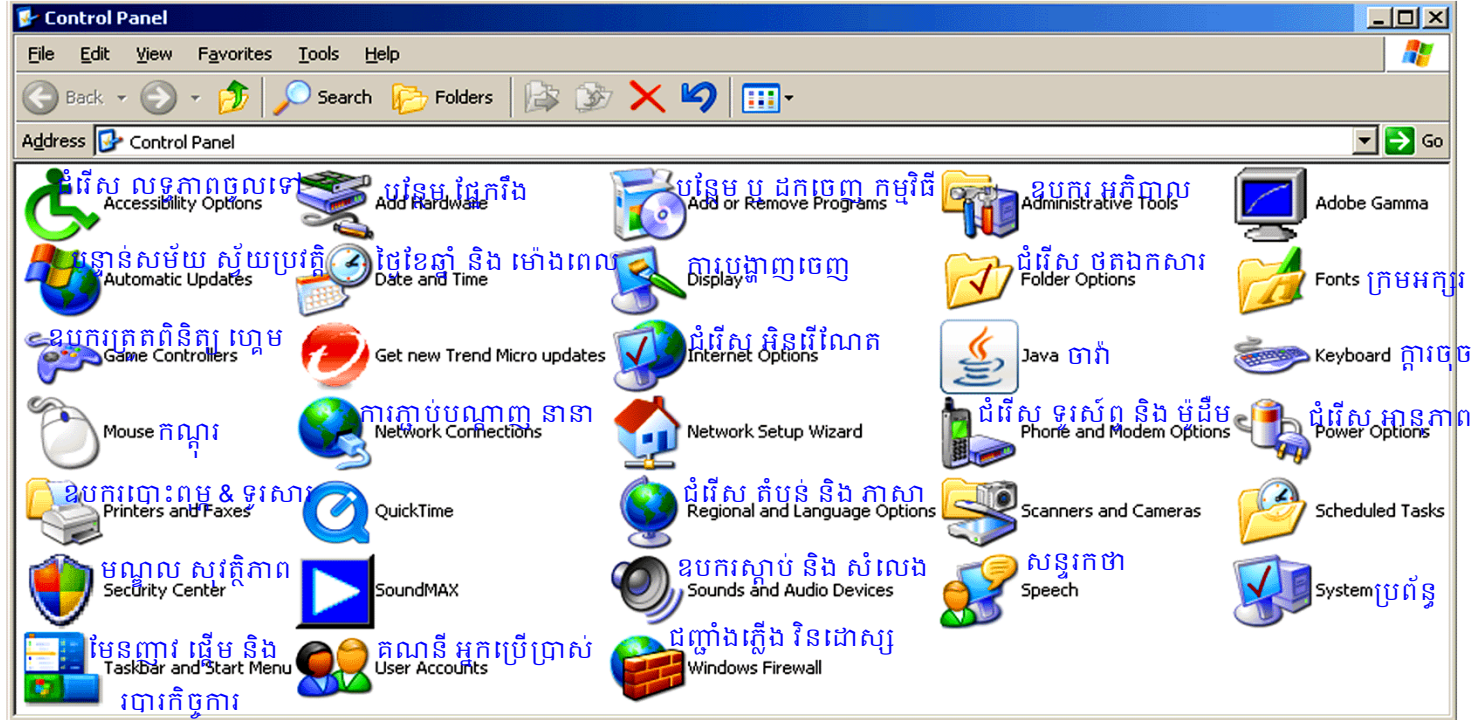 Control Panel
File Edit View Favorites Tools Help
Back Search Folders
Address Control Panel Go
ជំរើស លទ្ធភាពចូលទៅ បន្ថែម ផ្នែករឹង បន្ថែម ឬ ដកចេញ កម្មវិធី ឧបករ អភិបាល
Accessibility Options Add Hardware Add or Remove Programs Administrative Tools Adobe Gamma
បន្ទាន់សម័យ ស្វ័យប្រវត្តិ ថ្ងៃខែឆ្នាំ និង ម៉ោងពេល ការបង្ហាញចេញ ជំរើស ថតឯកសារ
Automatic Updates Date and Time Display Folder Options Fonts ក្រមអក្សរ
ឧបករត្រួតពិនិត្យ ហ្គេម ជំរើស អិនធើណែត
Game Controllers Get new Trend Micro updates Internet Options Java ចាវ៉ា Keyboard ក្តារចុច
ការភ្ជាប់បណ្តាញ នានា ជំរើស ទូរស័ព្ទ និង ម៉ូដឹម ជំរើស អានុភាព
Mouse កណ្តុរ Network Connections Network Setup Wizard Phone and Modem Options Power Options
ឧបករបោះពុម្ព & ទូរសារ ជំរើស តំបន់ និង ភាសា
Printers and Faxes QuickTime Regional and Language Options Scanners and Cameras Scheduled Tasks
មណ្ឌល សុវត្ថិភាព ឧបករស្តាប់ និង សំលេង សន្ទរកថា
Security Center SoundMAX Sounds and Audio Devices Speech System ប្រព័ន្ធ
មែនញាវ ផ្តើម និង គណនី អ្នកប្រើប្រាស់ ជញ្ជាំងភ្លើង វិនដោស្ស
Taskbar and Start Menu User Accounts Windows Firewall
របារកិច្ចការ